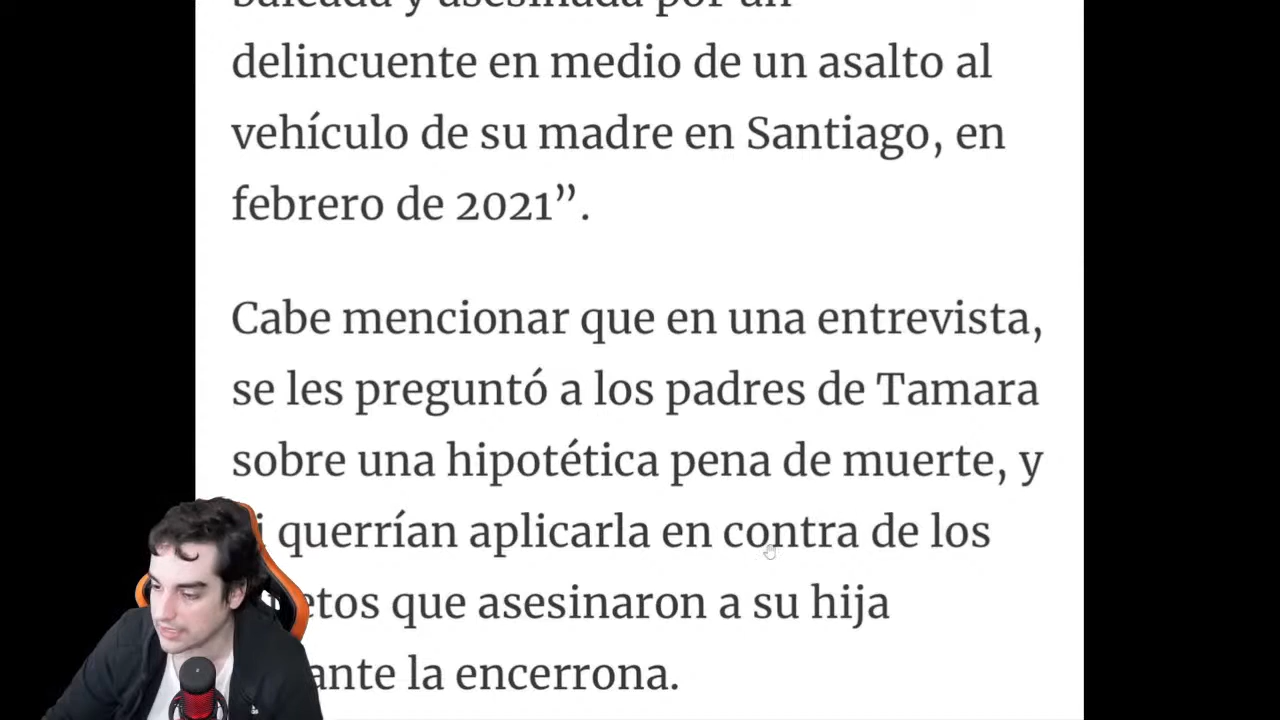 delincuente en medio de un asalto al
vehículo de su madre en Santiago, en
febrero de 2021”.
Cabe mencionar que en una entrevista,
se les preguntó a los padres de Tamara
sobre una hipotética pena de muerte, y
querrían aplicarla en contra de los
que asesinaron a su hija
la encerrona.